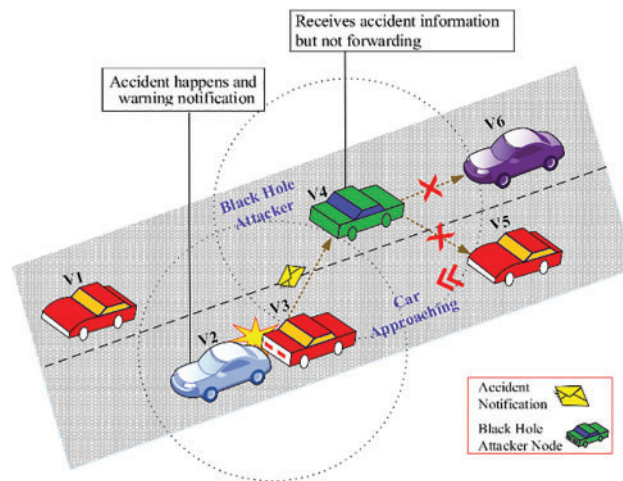 Receives accident information
but not forwarding
Accident happens and
warning notification
V6
V4
Black Hole
Attacker
V5
V1
V3
Car
Approaching
V2
Accident
Notification
Black Hole
Attacker Node